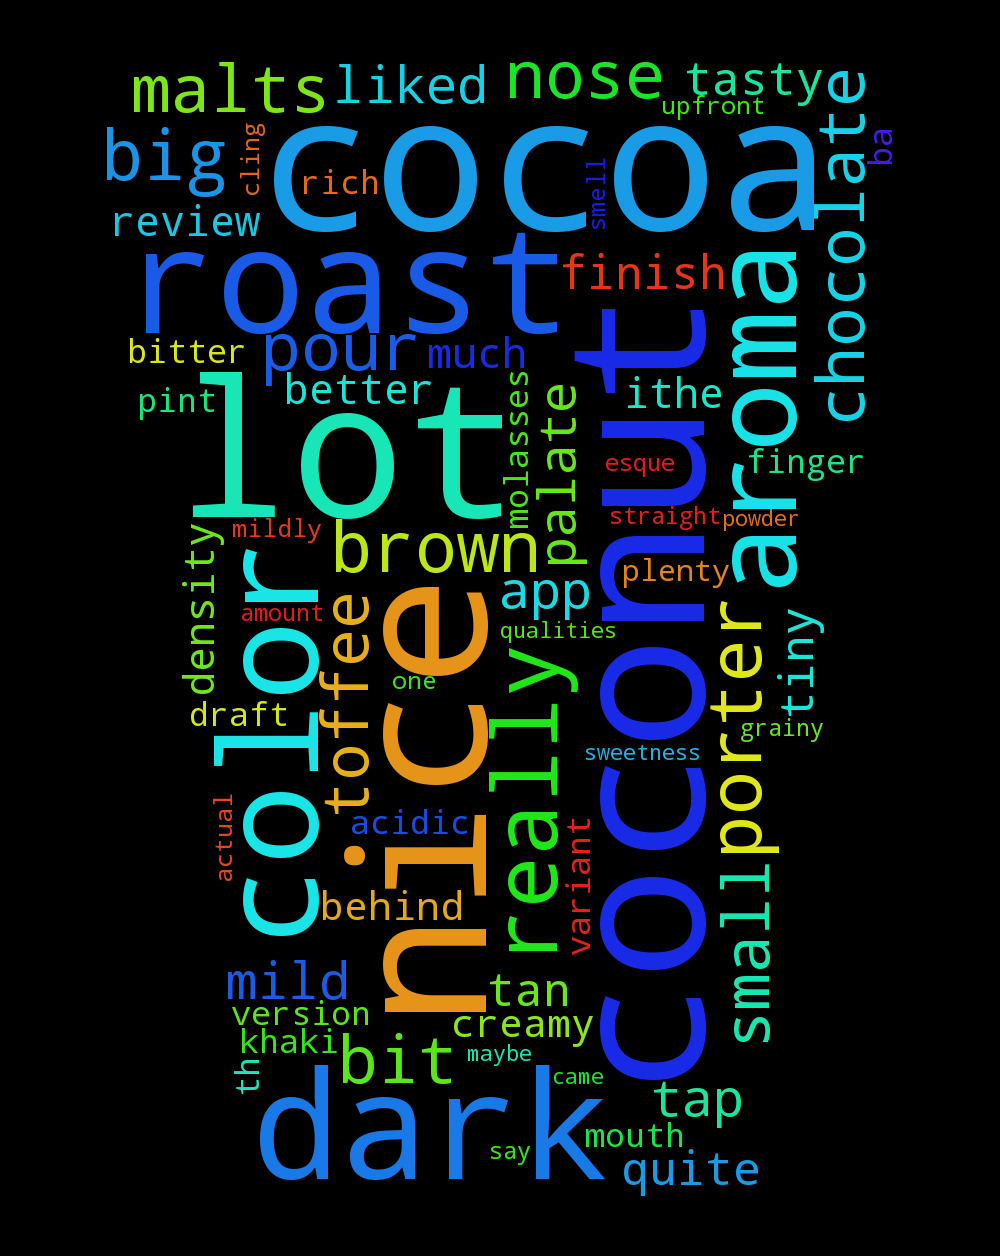 malts
liked
nose
tasty
upfront
big
cling
rich
cocoa
smell
chocolate
ba
review
roast
finish
aroma
bitter
pour
much
coconut
pint
better
molasses
palate
ithe
lot
esque
finger
mildly
brown
straight
powder
density
color
app
plenty
amount
toffee
nice
qualities
porter
tiny
one
really
draft
grainy
sweetness
actual
acidic
variant
behind
small
mild
tan
version
creamy
khaki
bit
maybe
th
dark
came
tap
say
mouth
quite